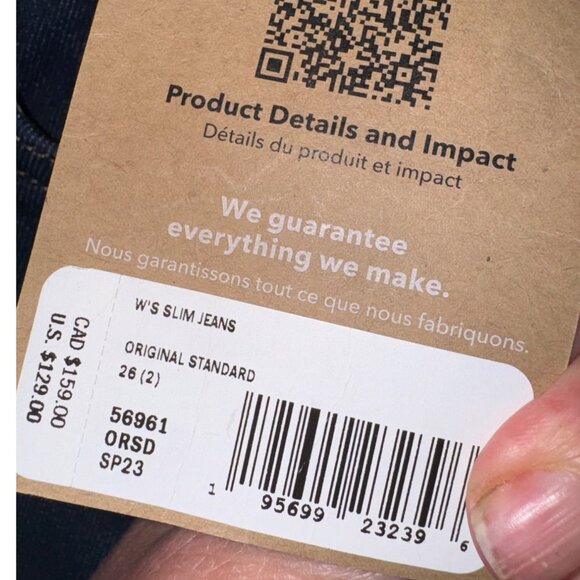 Product Details and Impact
Détails du produit et impact
We guarantee
everything we make.
Nous garantissons tout ce que nous fabriquons.
W'S SLIM JEANS
ORIGINAL STANDARD
26 (2)
56961
ORSD
SP23
CAD $159.00
U.S. $129.00
1 95699 23239 6